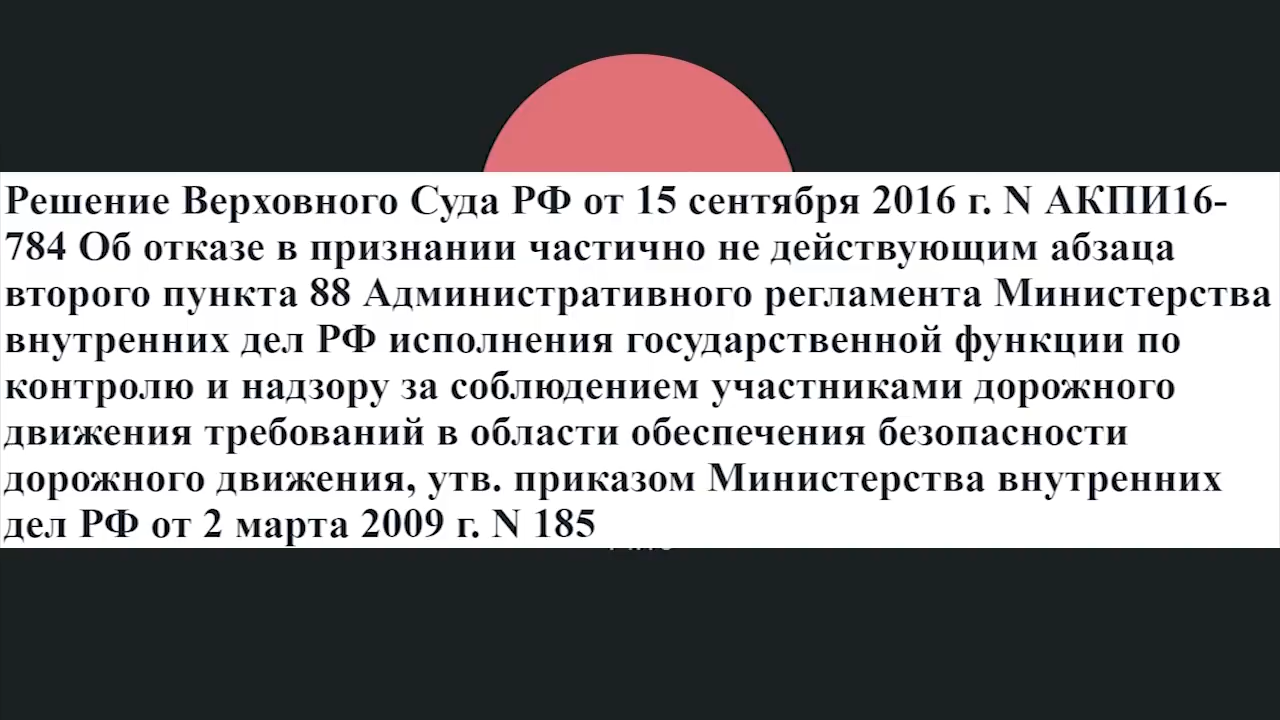 Решение Верховного Суда РФ от 15 сентября 2016 г. N АКПИ16-
784 Об отказе в признании частично не действующим абзаца
второго пункта 88 Административного регламента Министерства
внутренних дел РФ исполнения государственной функции по
контролю и надзору за соблюдением участниками дорожного
движения требований в области обеспечения безопасности
дорожного движения, утв. приказом Министерства внутренних
дел РФ от 2 марта 2009 г. N 185